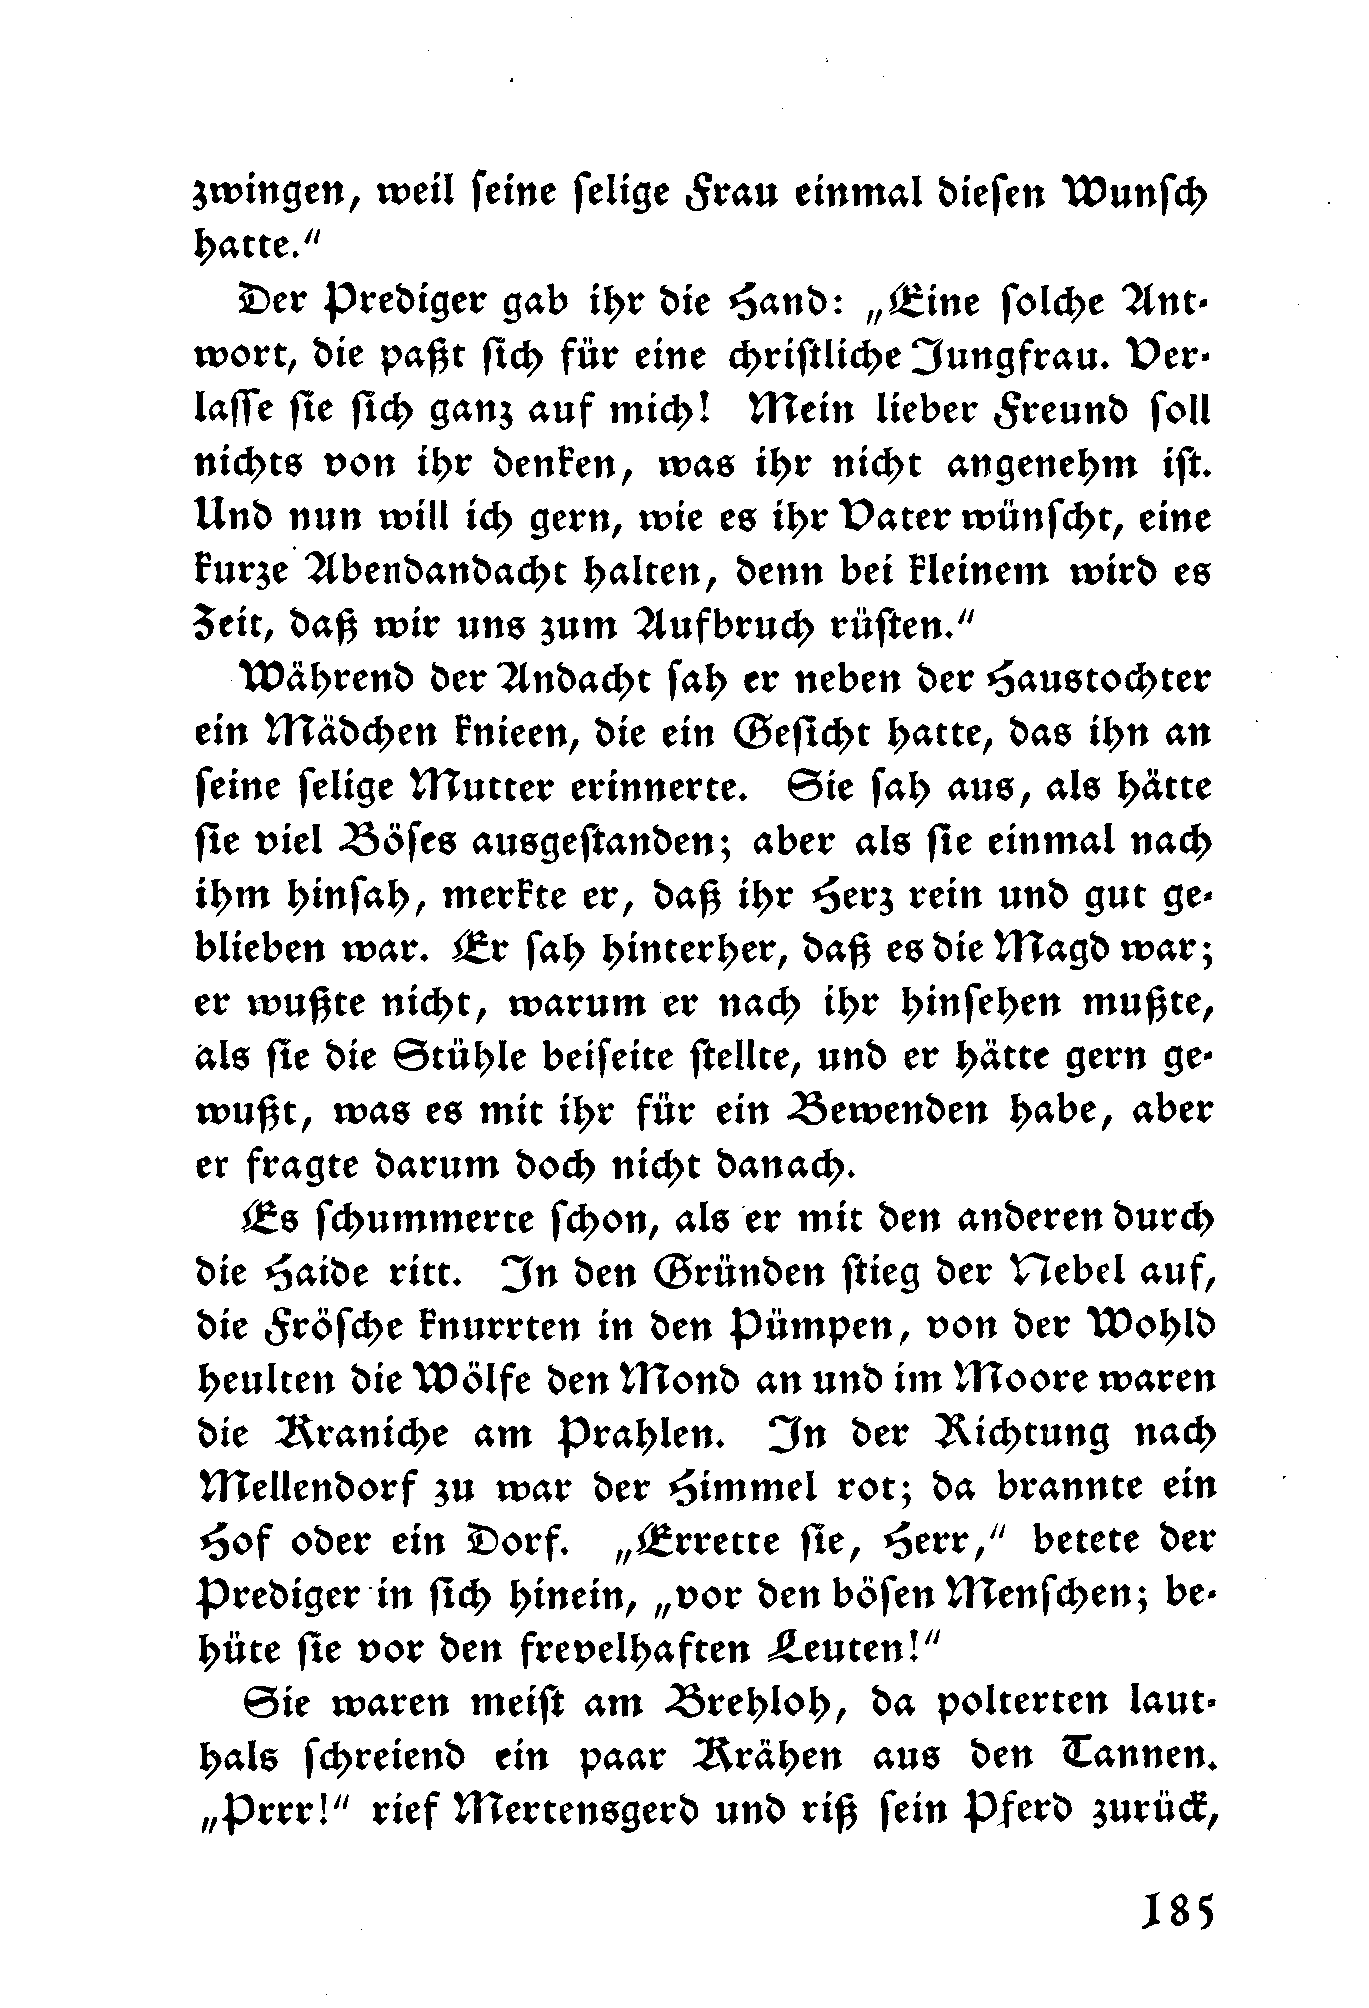 zwingen, weil ſeine ſelige Frau einmal dieſen Wunſch
hatte.“
Der Prediger gab ihr die Hand: „Eine ſolche Ant-
wort, die paßt ſich für eine chriſtliche Jungfrau. Ver-
laſſe ſie ſich ganz auf mich! Mein lieber Freund ſoll
nichts von ihr denken, was ihr nicht angenehm iſt.
Und nun will ich gern, wie es ihr Vater wünſcht, eine
kurze Abendandacht halten, denn bei kleinem wird es
Zeit, daß wir uns zum Aufbruch rüſten.“
Während der Andacht ſah er neben der Haustochter
ein Mädchen knieen, die ein Geſicht hatte, das ihn an
ſeine ſelige Mutter erinnerte. Sie ſah aus, als hätte
ſie viel Böſes ausgeſtanden; aber als ſie einmal nach
ihm hinſah, merkte er, daß ihr Herz rein und gut ge-
blieben war. Er ſah hinterher, daß es die Magd war;
er wußte nicht, warum er nach ihr hinſehen mußte,
als ſie die Stühle beiſeite ſtellte, und er hätte gern ge-
wußt, was es mit ihr für ein Bewenden habe, aber
er fragte darum doch nicht danach.
Es ſchummerte ſchon, als er mit den anderen durch
die Haide ritt. In den Gründen ſtieg der Nebel auf,
die Fröſche knurrten in den Pümpen, von der Wohld
heulten die Wölfe den Mond an und im Moore waren
die Kraniche am Prahlen. In der Richtung nach
Mellendorf zu war der Himmel rot; da brannte ein
Hof oder ein Dorf. „Errette ſie, Herr,“ betete der
Prediger in ſich hinein, „vor den böſen Menſchen; be-
hüte ſie vor den frevelhaften Leuten!“
Sie waren meiſt am Brehloh, da polterten laut-
hals ſchreiend ein paar Krähen aus den Tannen.
„Prrr!“ rief Mertensgerd und riß ſein Pferd zurück,
185